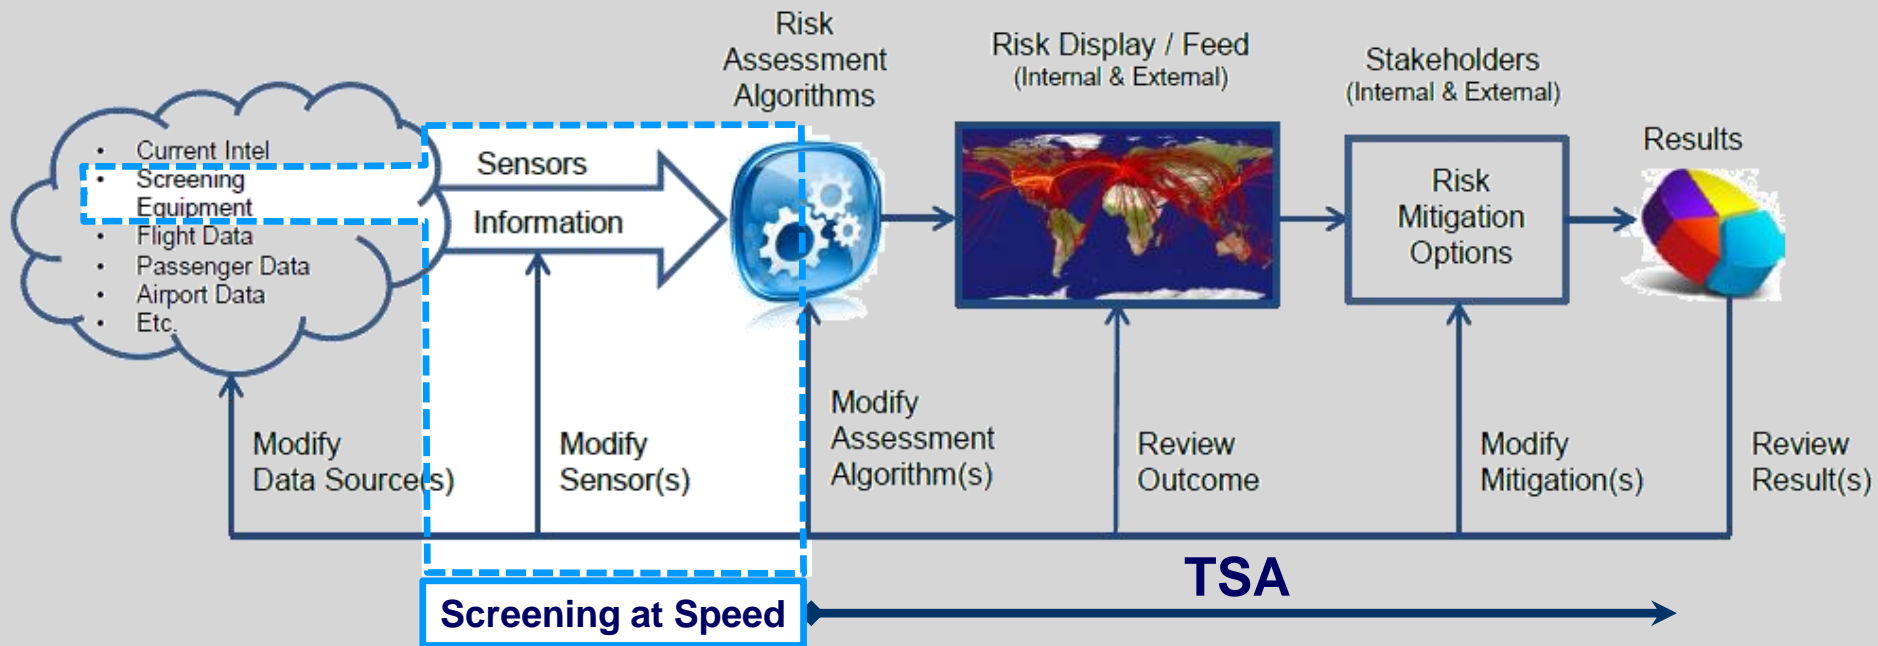 Risk
Assessment
Algorithms
Risk Display / Feed
(Internal & External)
Stakeholders
(Internal & External)
Results
• Current Intel
• Screening
Equipment
• Flight Data
• Passenger Data
• Airport Data
• Etc.
Sensors
Information
Risk
Mitigation
Options
Modify
Data Source(s)
Modify
Sensor(s)
Modify
Assessment
Algorithm(s)
Review
Outcome
Modify
Mitigation(s)
Review
Result(s)
Screening at Speed
TSA